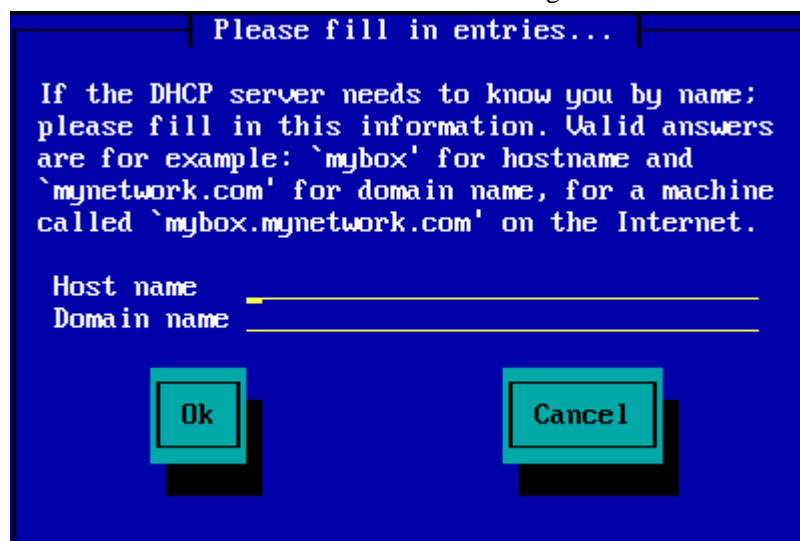 Please fill in entries...
If the DHCP server needs to know you by name;
please fill in this information. Valid answers
are for example: `mybox' for hostname and
`mynetwork.com' for domain name, for a machine
called `mybox.mynetwork.com' on the Internet.
Host name
Domain name
Ok Cancel